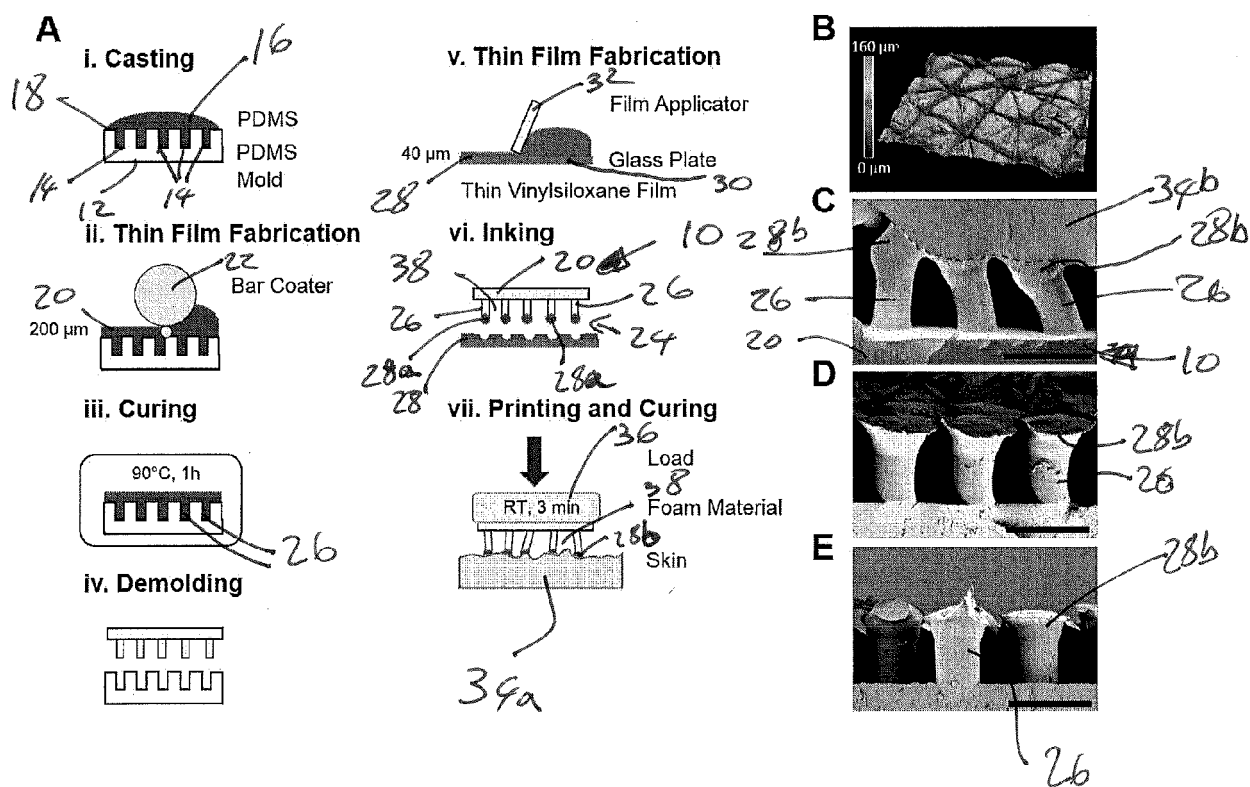 A
i. Casting
16
18
PDMS
PDMS
Mold
14
12
14
ii. Thin Film Fabrication
22
Bar Coater
20
200 µm
iii. Curing
90°C, 1h
26
iv. Demolding
v. Thin Film Fabrication
32
Film Applicator
40 µm
Glass Plate
28
Thin Vinylsiloxane Film
30
vi. Inking
10
38
20
26
26
24
28a
28
28a
vii. Printing and Curing
36
Load
38
RT, 3 min
Foam Material
28b
Skin
34a
B
160 µm
0 µm
C
34b
28b
28b
26
26
20
10
D
28b
26
E
28b
26